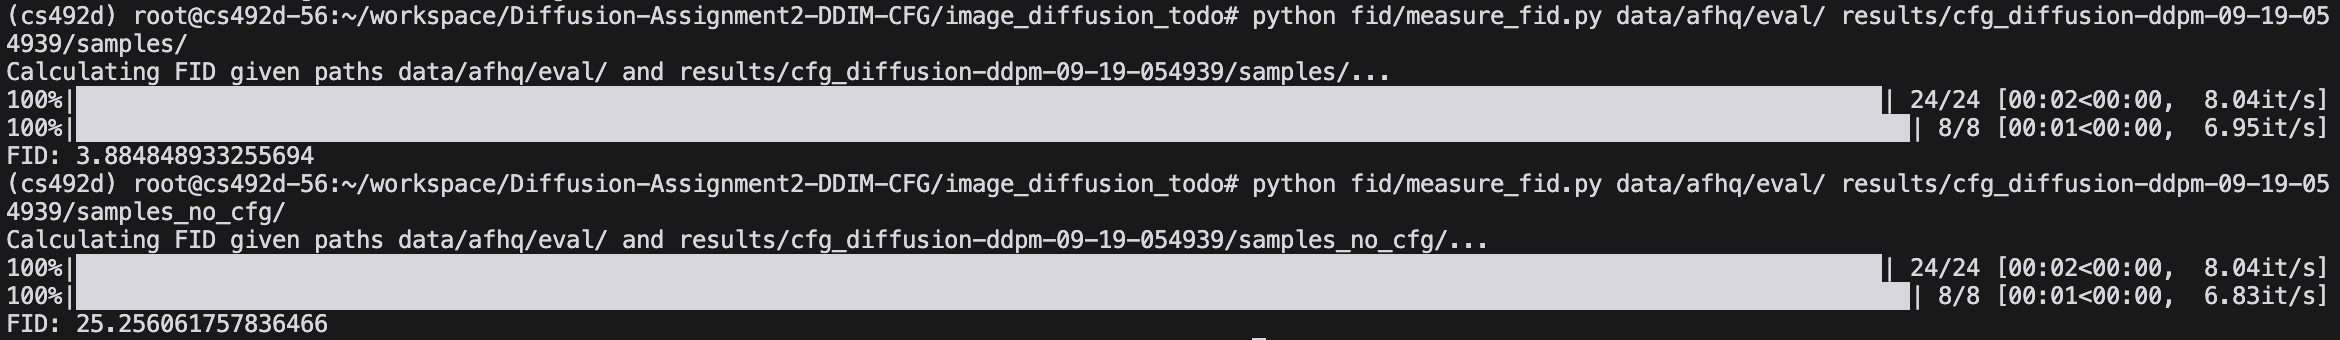 (cs492d) root@cs492d-56:~/workspace/Diffusion-Assignment2-DDIM-CFG/image_diffusion_todo# python fid/measure_fid.py data/afhq/eval/ results/cfg_diffusion-ddpm-09-19-05
4939/samples/
Calculating FID given paths data/afhq/eval/ and results/cfg_diffusion-ddpm-09-19-054939/samples/...
100%| | 24/24 [00:02<00:00,  8.04it/s]
100%| | 8/8 [00:01<00:00,  6.95it/s]
FID: 3.884848933255694
(cs492d) root@cs492d-56:~/workspace/Diffusion-Assignment2-DDIM-CFG/image_diffusion_todo# python fid/measure_fid.py data/afhq/eval/ results/cfg_diffusion-ddpm-09-19-05
4939/samples_no_cfg/
Calculating FID given paths data/afhq/eval/ and results/cfg_diffusion-ddpm-09-19-054939/samples_no_cfg/...
100%| | 24/24 [00:02<00:00,  8.04it/s]
100%| | 8/8 [00:01<00:00,  6.83it/s]
FID: 25.256061757836466